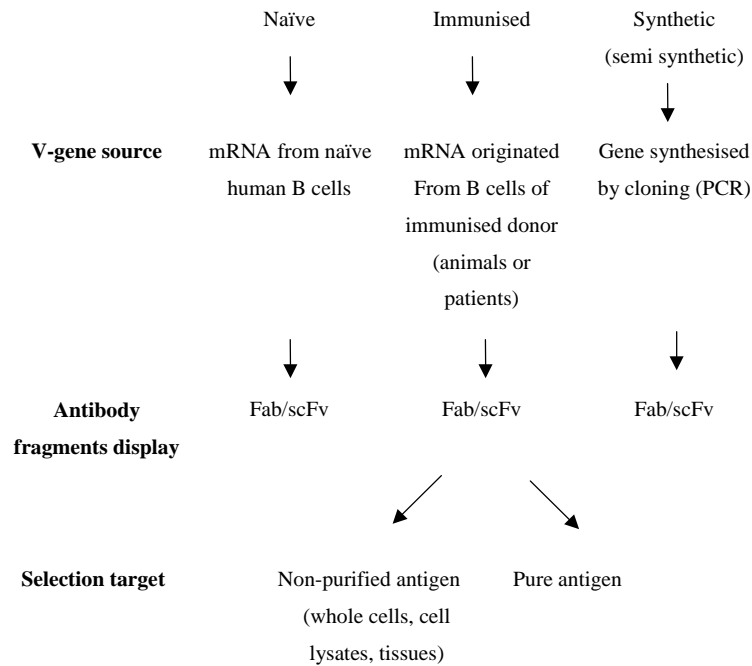 Naïve Immunised Synthetic
(semi synthetic)
V-gene source mRNA from naïve mRNA originated Gene synthesised
human B cells From B cells of by cloning (PCR)
immunised donor
(animals or
patients)
Antibody Fab/scFv Fab/scFv Fab/scFv
fragments display
Selection target Non-purified antigen Pure antigen
(whole cells, cell
lysates, tissues)